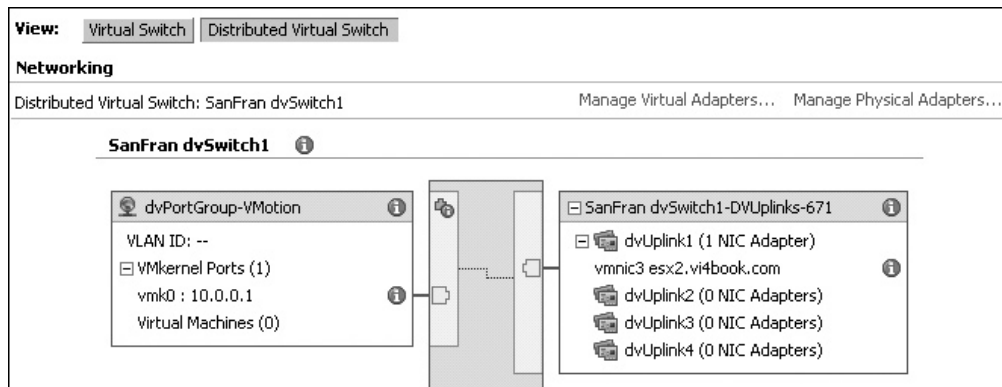 View: Virtual Switch Distributed Virtual Switch
Networking
Distributed Virtual Switch: SanFran dvSwitch1 Manage Virtual Adapters... Manage Physical Adapters...
SanFran dvSwitch1
dvPortGroup-VMotion
VLAN ID: --
VMkernel Ports (1)
vmk0 : 10.0.0.1
Virtual Machines (0)
SanFran dvSwitch1-DVUplinks-671
dvUplink1 (1 NIC Adapter)
vmnic3 esx2.vi4book.com
dvUplink2 (0 NIC Adapters)
dvUplink3 (0 NIC Adapters)
dvUplink4 (0 NIC Adapters)